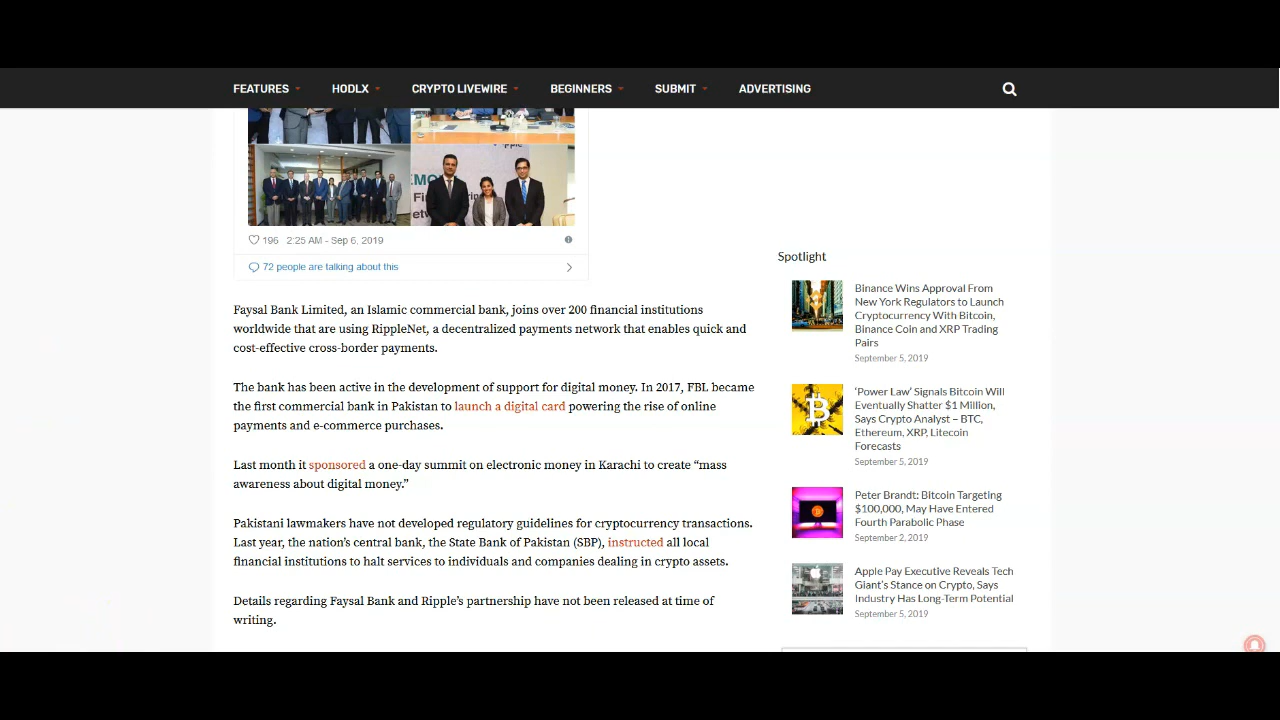 FEATURES HODLX CRYPTO LIVEWIRE BEGINNERS SUBMIT ADVERTISING
196 2:25 AM - Sep 6, 2019
72 people are talking about this
Faysal Bank Limited, an Islamic commercial bank, joins over 200 financial institutions
worldwide that are using RippleNet, a decentralized payments network that enables quick and
cost-effective cross-border payments.
The bank has been active in the development of support for digital money. In 2017, FBL became
the first commercial bank in Pakistan to launch a digital card powering the rise of online
payments and e-commerce purchases.
Last month it sponsored a one-day summit on electronic money in Karachi to create “mass
awareness about digital money.”
Pakistani lawmakers have not developed regulatory guidelines for cryptocurrency transactions.
Last year, the nation’s central bank, the State Bank of Pakistan (SBP), instructed all local
financial institutions to halt services to individuals and companies dealing in crypto assets.
Details regarding Faysal Bank and Ripple’s partnership have not been released at time of
writing.
Spotlight
Binance Wins Approval From
New York Regulators to Launch
Cryptocurrency With Bitcoin,
Binance Coin and XRP Trading
Pairs
September 5, 2019
‘Power Law’ Signals Bitcoin Will
Eventually Shatter $1 Million,
Says Crypto Analyst – BTC,
Ethereum, XRP, Litecoin
Forecasts
September 5, 2019
Peter Brandt: Bitcoin Targeting
$100,000, May Have Entered
Fourth Parabolic Phase
September 2, 2019
Apple Pay Executive Reveals Tech
Giant’s Stance on Crypto, Says
Industry Has Long-Term Potential
September 5, 2019